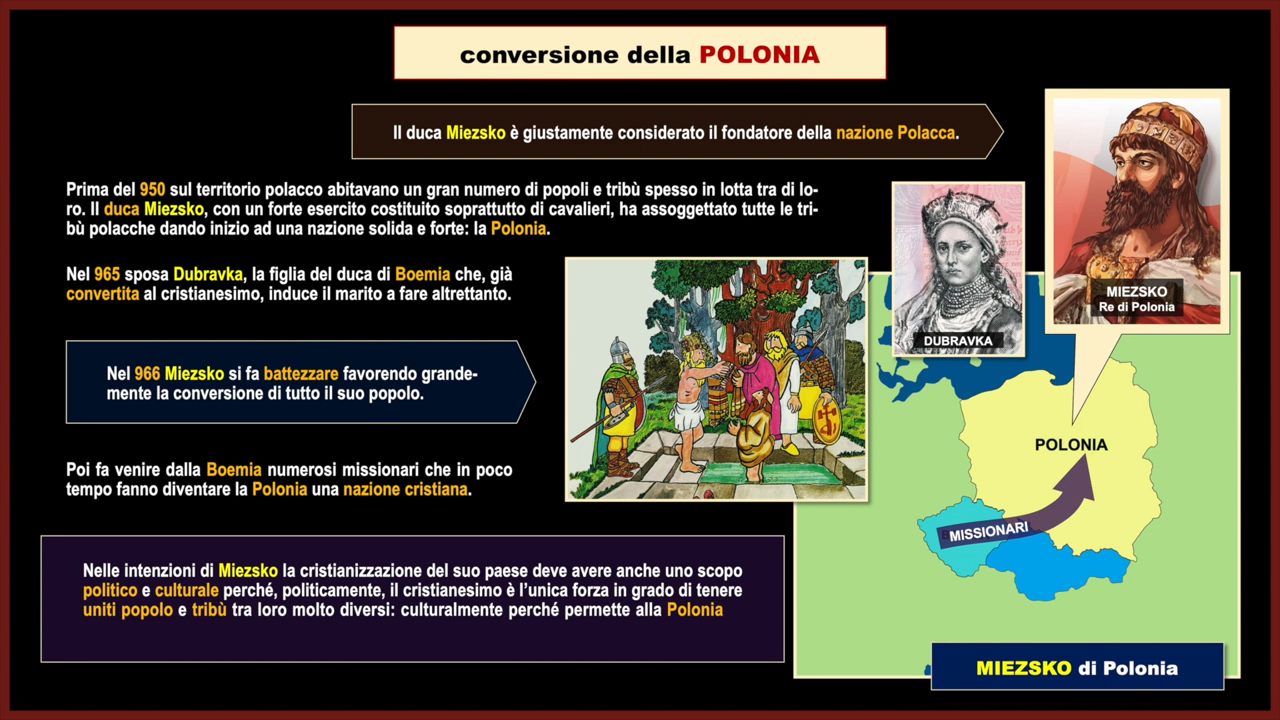 conversione della POLONIA
Il duca Miezsko è giustamente considerato il fondatore della nazione Polacca.
Prima del 950 sul territorio polacco abitavano un gran numero di popoli e tribù spesso in lotta tra di lo-
ro. Il duca Miezsko, con un forte esercito costituito soprattutto di cavalieri, ha assoggettato tutte le tri-
bù polacche dando inizio ad una nazione solida e forte: la Polonia.
Nel 965 sposa Dubravka, la figlia del duca di Boemia che, già
convertita al cristianesimo, induce il marito a fare altrettanto.
Nel 966 Miezsko si fa battezzare favorendo grande-
mente la conversione di tutto il suo popolo.
Poi fa venire dalla Boemia numerosi missionari che in poco
tempo fanno diventare la Polonia una nazione cristiana.
Nelle intenzioni di Miezsko la cristianizzazione del suo paese deve avere anche uno scopo
politico e culturale perché, politicamente, il cristianesimo è l'unica forza in grado di tenere
uniti popolo e tribù tra loro molto diversi: culturalmente perché permette alla Polonia
DUBRAVKA
MIEZSKO
Re di Polonia
POLONIA
MISSIONARI
MIEZSKO di Polonia